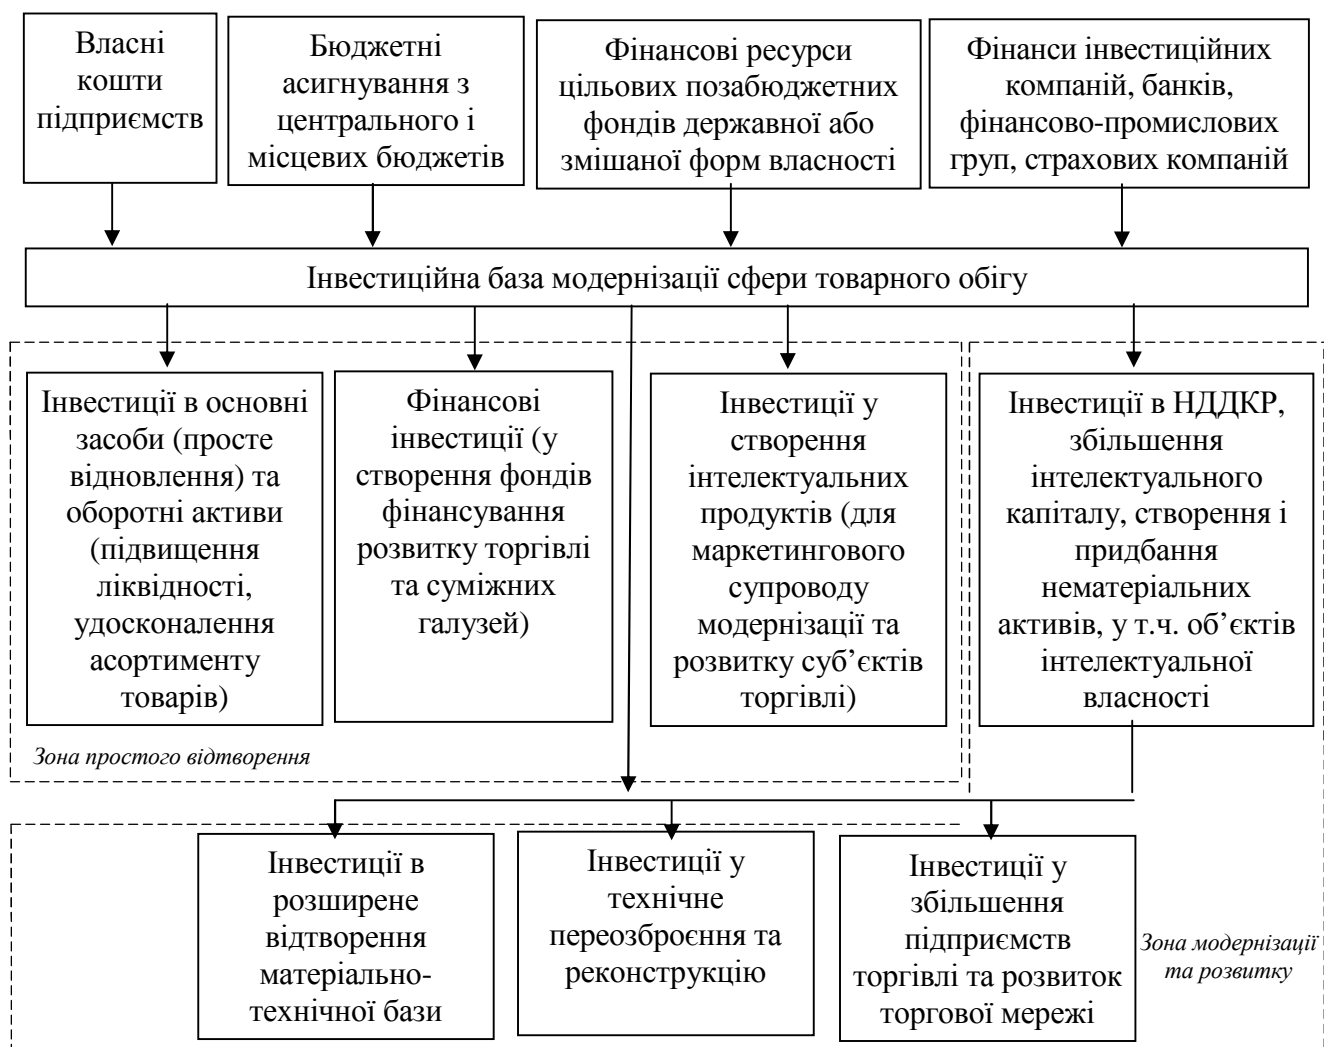 Власні
кошти
підприємств
Бюджетні
асигнування з
центрального і
місцевих бюджетів
Фінансові ресурси
цільових позабюджетних
фондів державної або
змішаної форм власності
Фінанси інвестиційних
компаній, банків,
фінансово-промислових
груп, страхових компаній
Інвестиційна база модернізації сфери товарного обігу
Інвестиції в основні
засоби (просте
відновлення) та
оборотні активи
(підвищення
ліквідності,
удосконалення
асортименту
товарів)
Фінансові
інвестиції (у
створення фондів
фінансування
розвитку торгівлі
та суміжних
галузей)
Інвестиції у
створення
інтелектуальних
продуктів (для
маркетингового
супроводу
модернізації та
розвитку суб’єктів
торгівлі)
Інвестиції в НДДКР,
збільшення
інтелектуального
капіталу, створення і
придбання
нематеріальних
активів, у т.ч. об’єктів
інтелектуальної
власності
Зона простого відтворення
Інвестиції в
розширене
відтворення
матеріально-
технічної бази
Інвестиції у
технічне
переозброєння та
реконструкцію
Інвестиції у
збільшення
підприємств
торгівлі та розвиток
торгової мережі
Зона модернізації
та розвитку